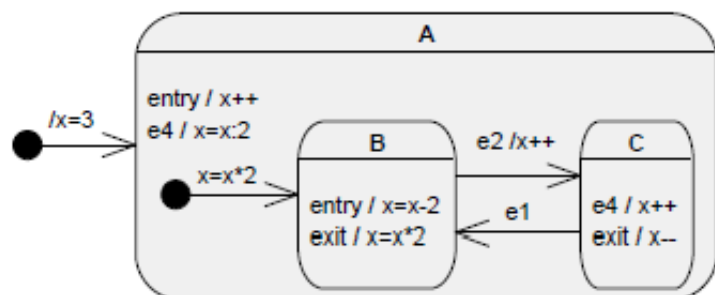 A
/x=3
entry / x++
e4 / x=x:2
x=x*2
B
entry / x=x-2
exit / x=x*2
e2 /x++
e1
C
e4 / x++
exit / x--